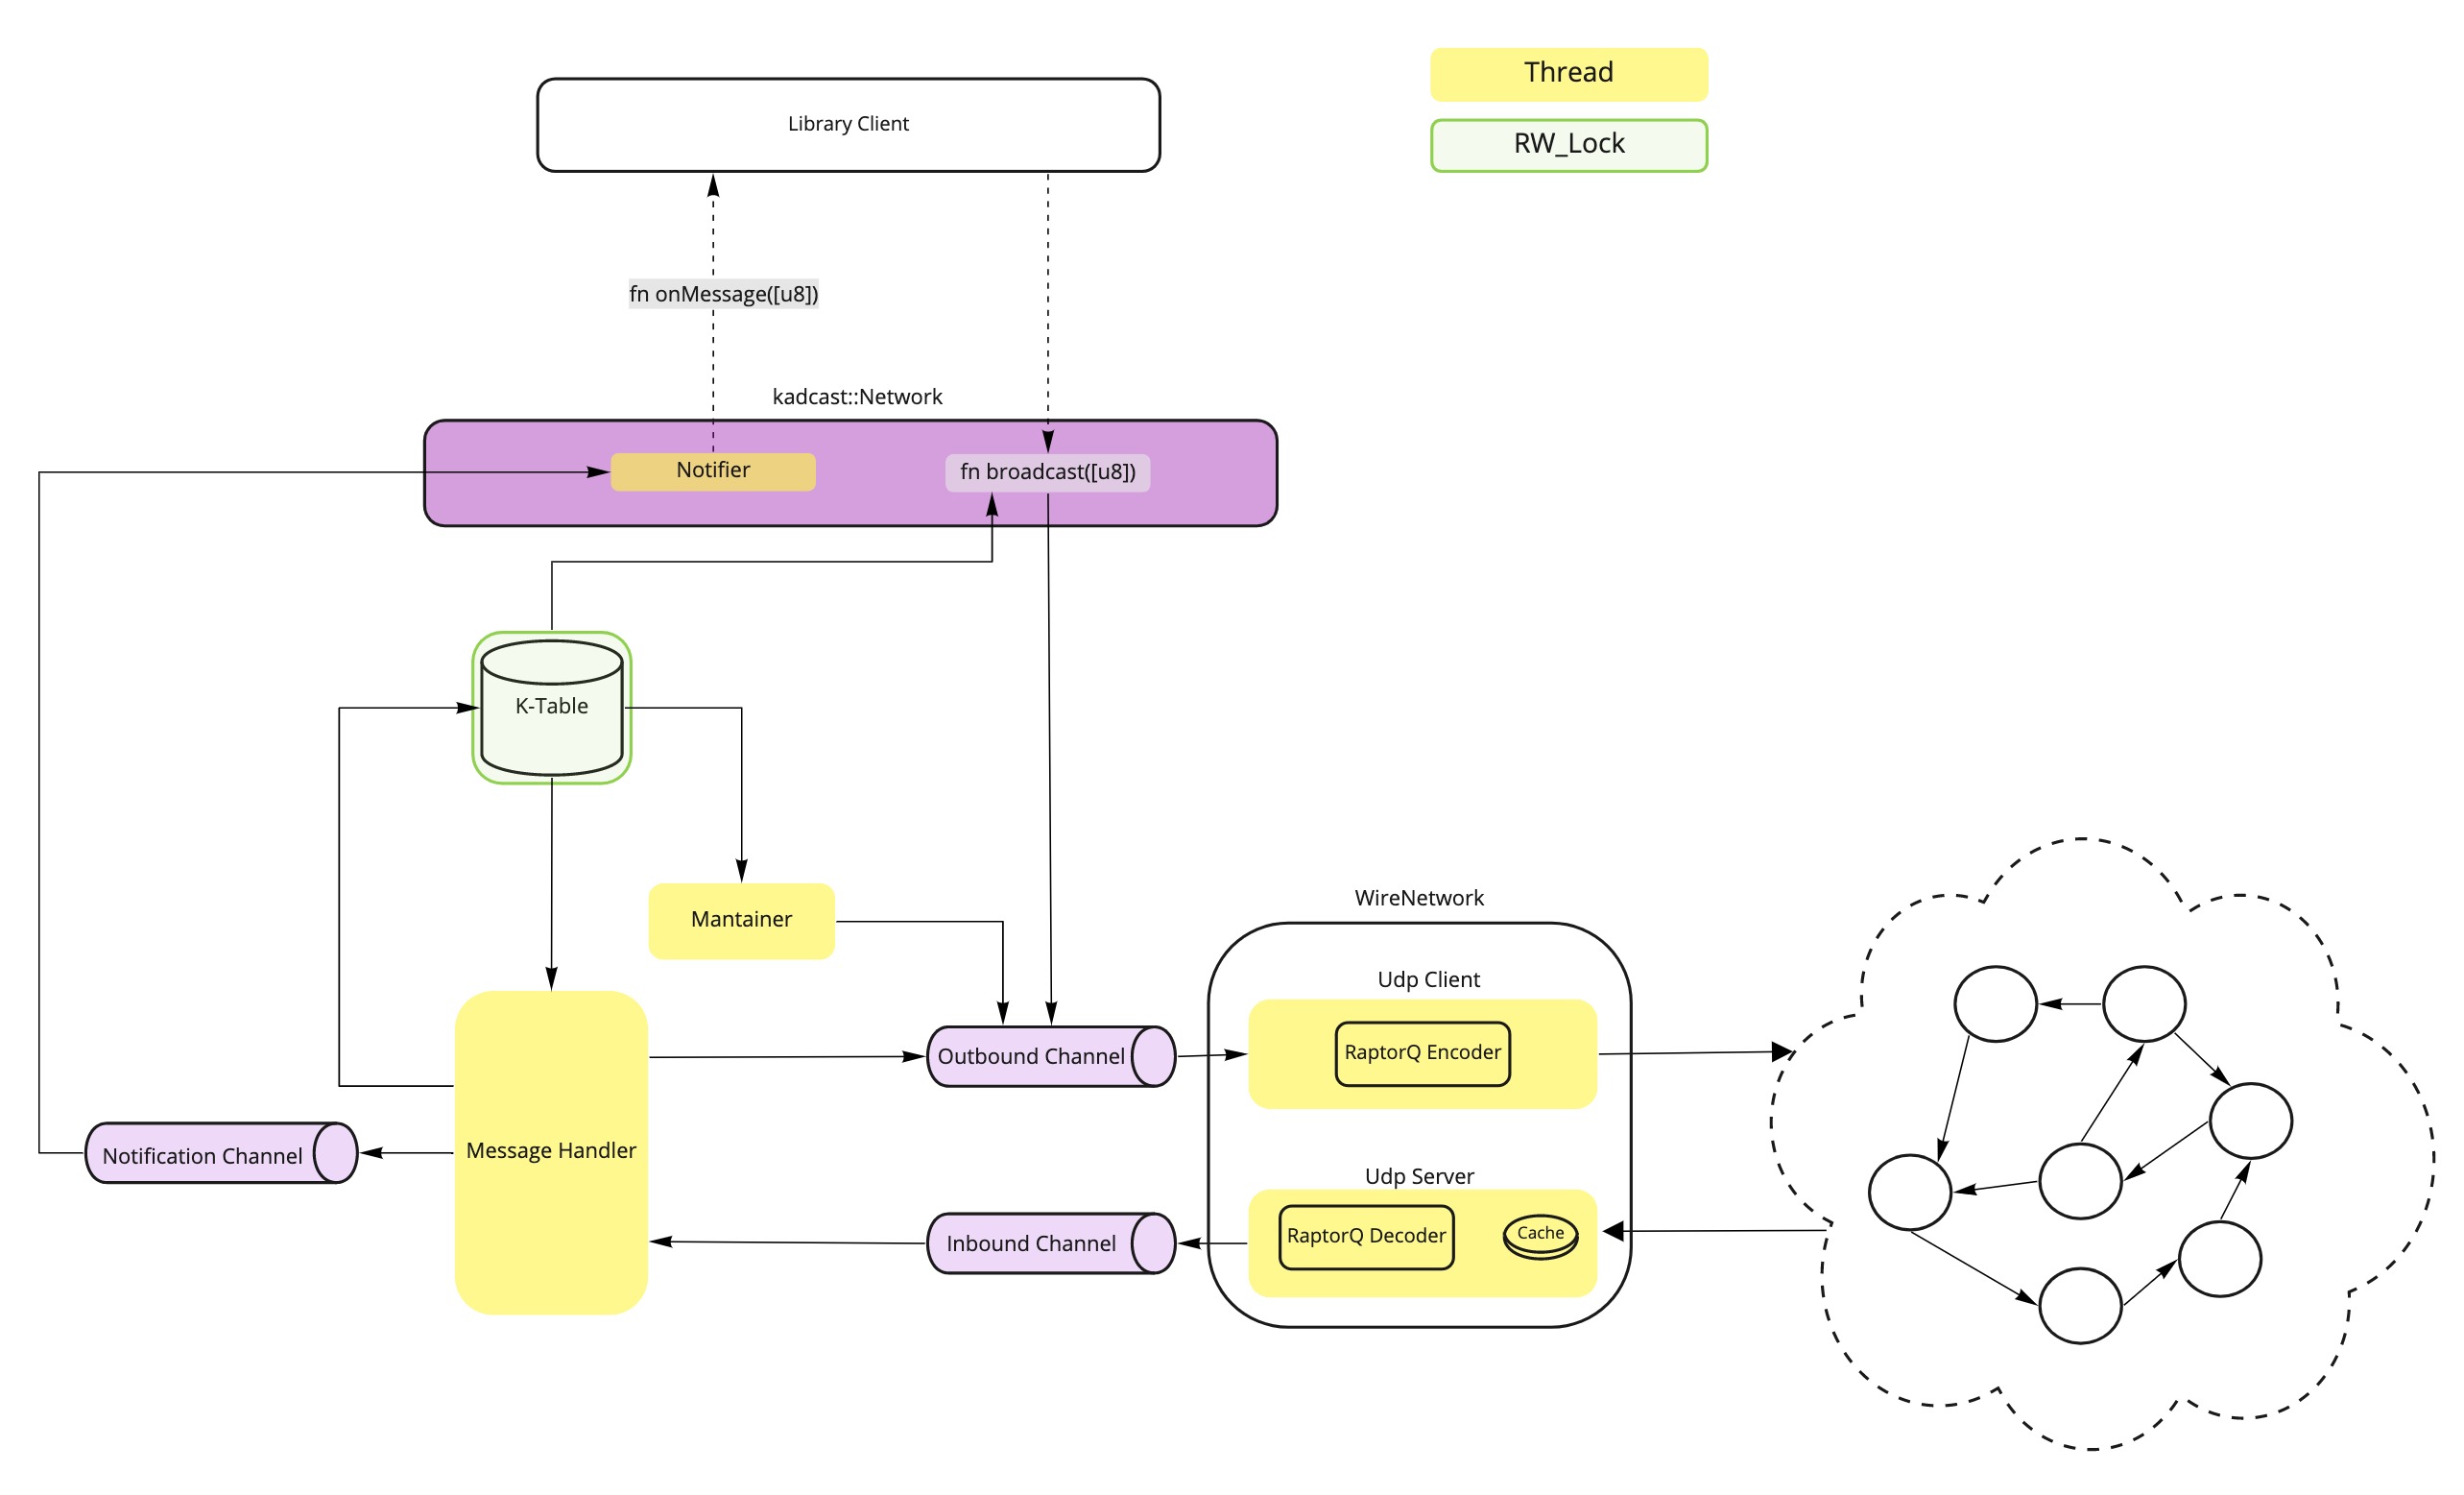 Thread
RW_Lock
Library Client
fn onMessage([u8])
kadcast::Network
Notifier
fn broadcast([u8])
K-Table
Mantainer
WireNetwork
Udp Client
RaptorQ Encoder
Outbound Channel
Message Handler
Notification Channel
Udp Server
RaptorQ Decoder
Cache
Inbound Channel